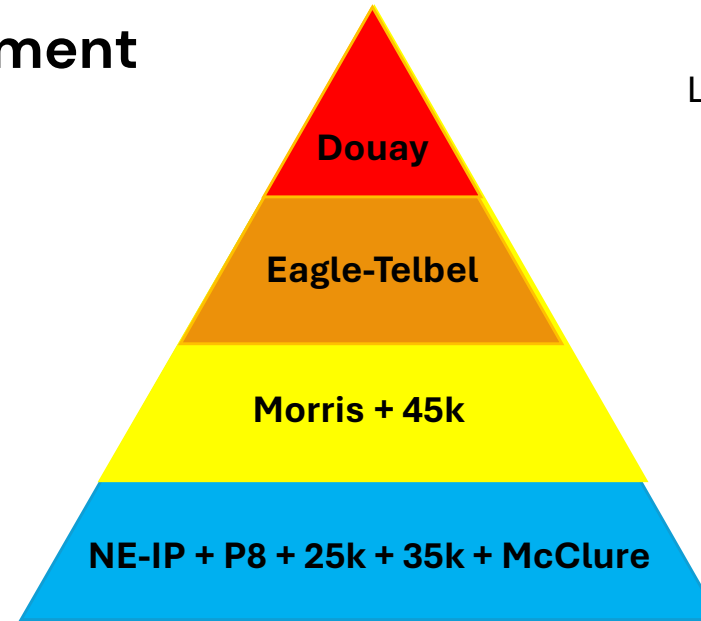 ment
L
Douay
Eagle-Telbel
Morris + 45k
NE-IP + P8 + 25k + 35k + McClure